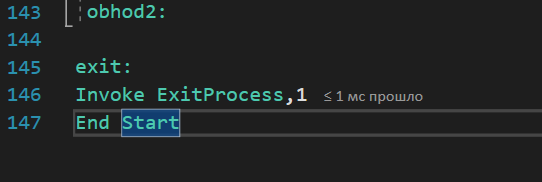 143 obhod2:
144
145 exit:
146 Invoke ExitProcess,1 ≤ 1 мс прошло
147 End Start